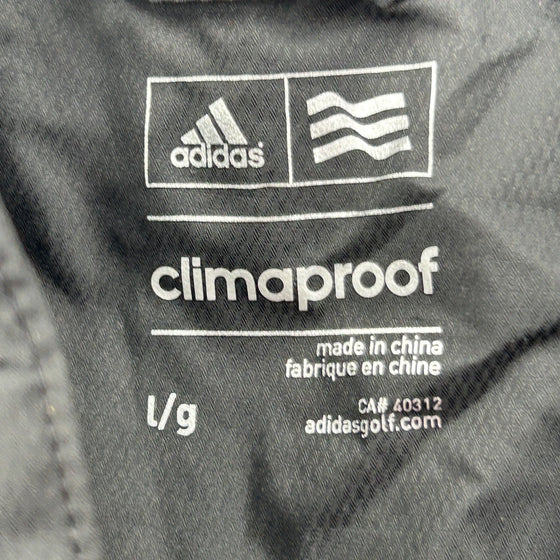 adidas
climaproof
made in china
fabrique en chine
l/g
CA# 40312
adidasgolf.com